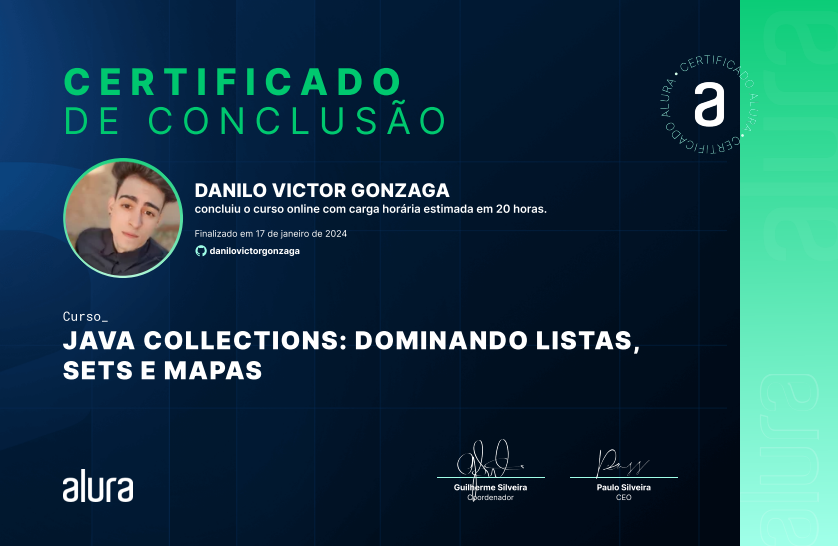 CERTIFICADO
DE CONCLUSÃO
CERTIFICADO ALURA • CERTIFICADO ALURA •
a
DANILO VICTOR GONZAGA
concluiu o curso online com carga horária estimada em 20 horas.
Finalizado em 17 de janeiro de 2024
danilovictorgonzaga
Curso_
JAVA COLLECTIONS: DOMINANDO LISTAS,
SETS E MAPAS
alura
Guilherme Silveira
Coordenador
Paulo Silveira
CEO
alura
alura